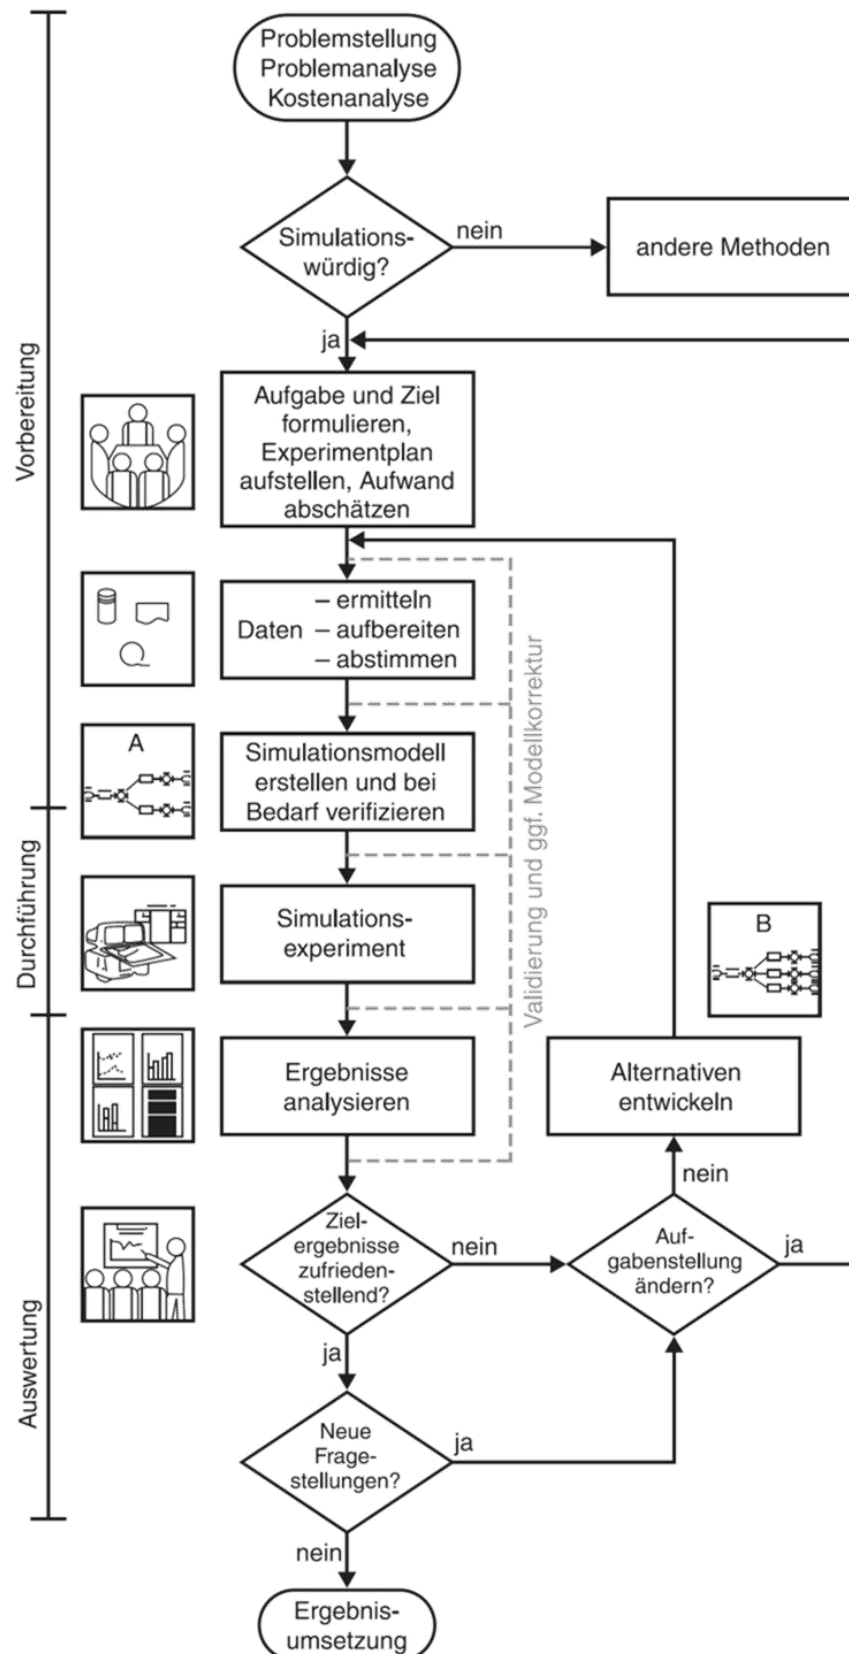 Problemstellung
Problemanalyse
Kostenanalyse
Simulations-
würdig?
nein
andere Methoden
ja
Vorbereitung
Aufgabe und Ziel
formulieren,
Experimentplan
aufstellen, Aufwand
abschätzen
Daten
– ermitteln
– aufbereiten
– abstimmen
Validierung und ggf. Modellkorrektur
A
Simulationsmodell
erstellen und bei
Bedarf verifizieren
Durchführung
Simulations-
experiment
B
Ergebnisse
analysieren
Alternativen
entwickeln
nein
Ziel-
ergebnisse
zufrieden-
stellend?
nein
Auf-
gabenstellung
ändern?
ja
Auswertung
ja
Neue
Frage-
stellungen?
ja
nein
Ergebnis-
umsetzung